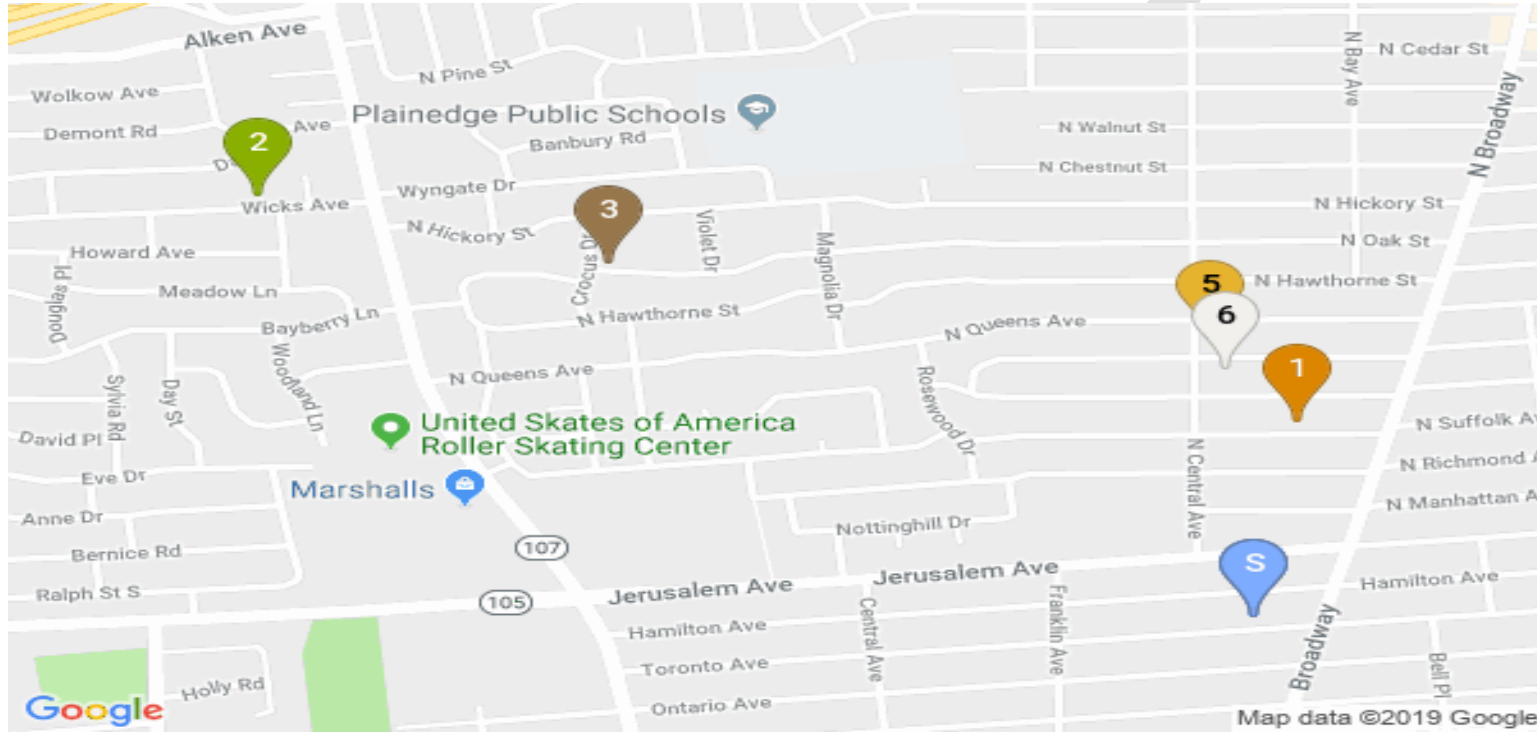 Alken Ave
N Cedar St
N Pine St
N Bay Ave
Wolkow Ave
N Broadway
Plainedge Public Schools
Demont Rd
2
Ave
Banbury Rd
N Walnut St
N Chestnut St
Wyngate Dr
Wicks Ave
3
N Hickory St
N Hickory St
Violet Dr
Magnolia Dr
N Oak St
Howard Ave
Crocus Dr
Douglas Pl
Meadow Ln
5
N Hawthorne St
N Hawthorne St
6
Bayberry Ln
N Queens Ave
N Queens Ave
1
Woodland Ln
Sylvia Rd
Day St
Rosewood Dr
United Skates of America
Roller Skating Center
N Suffolk A
David Pl
N Central Ave
N Richmond A
Eve Dr
Marshalls
N Manhattan A
Anne Dr
Nottinghill Dr
Bernice Rd
107
S
Jerusalem Ave
Jerusalem Ave
Hamilton Ave
Ralph St S
105
Central Ave
Franklin Ave
Hamilton Ave
Broadway
Toronto Ave
Bell Pl
Holly Rd
Ontario Ave
Google
Map data ©2019 Google